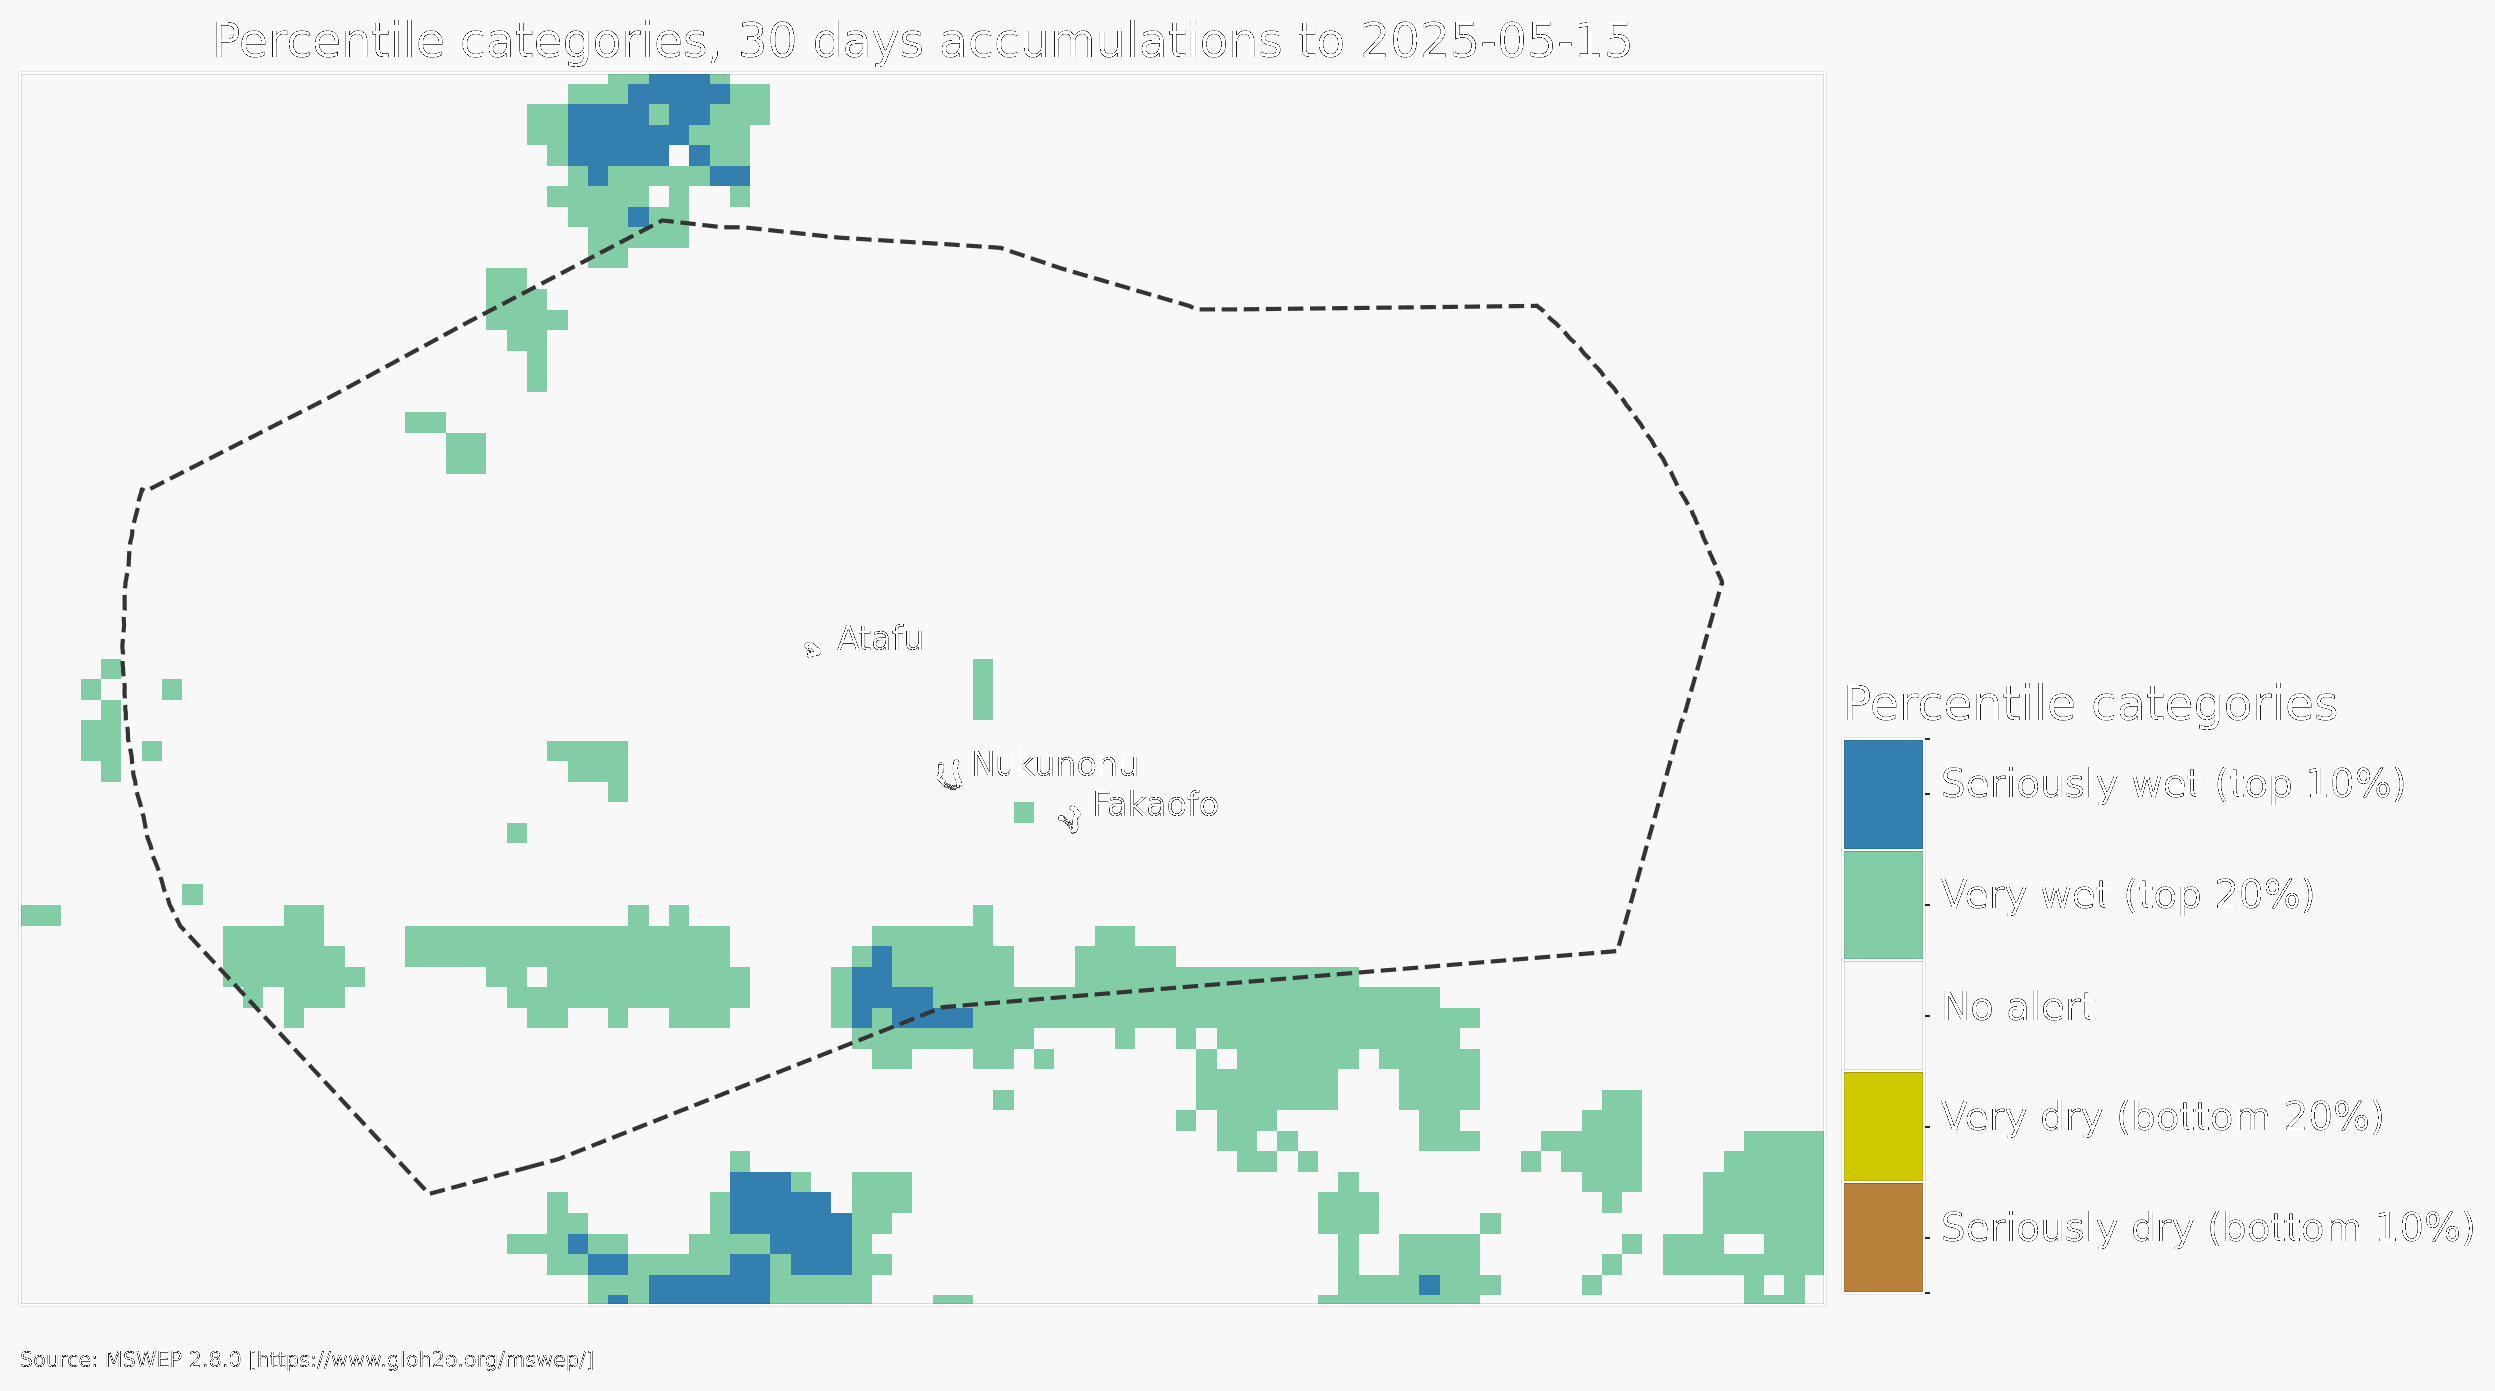 Percentile categories, 30 days accumulations to 2025-05-15
Atafu
Nukunonu
Fakaofo
Percentile categories
Seriously wet (top 10%)
Very wet (top 20%)
No alert
Very dry (bottom 20%)
Seriously dry (bottom 10%)
Source: MSWEP 2.8.0 [https://www.gloh2o.org/mswep/]